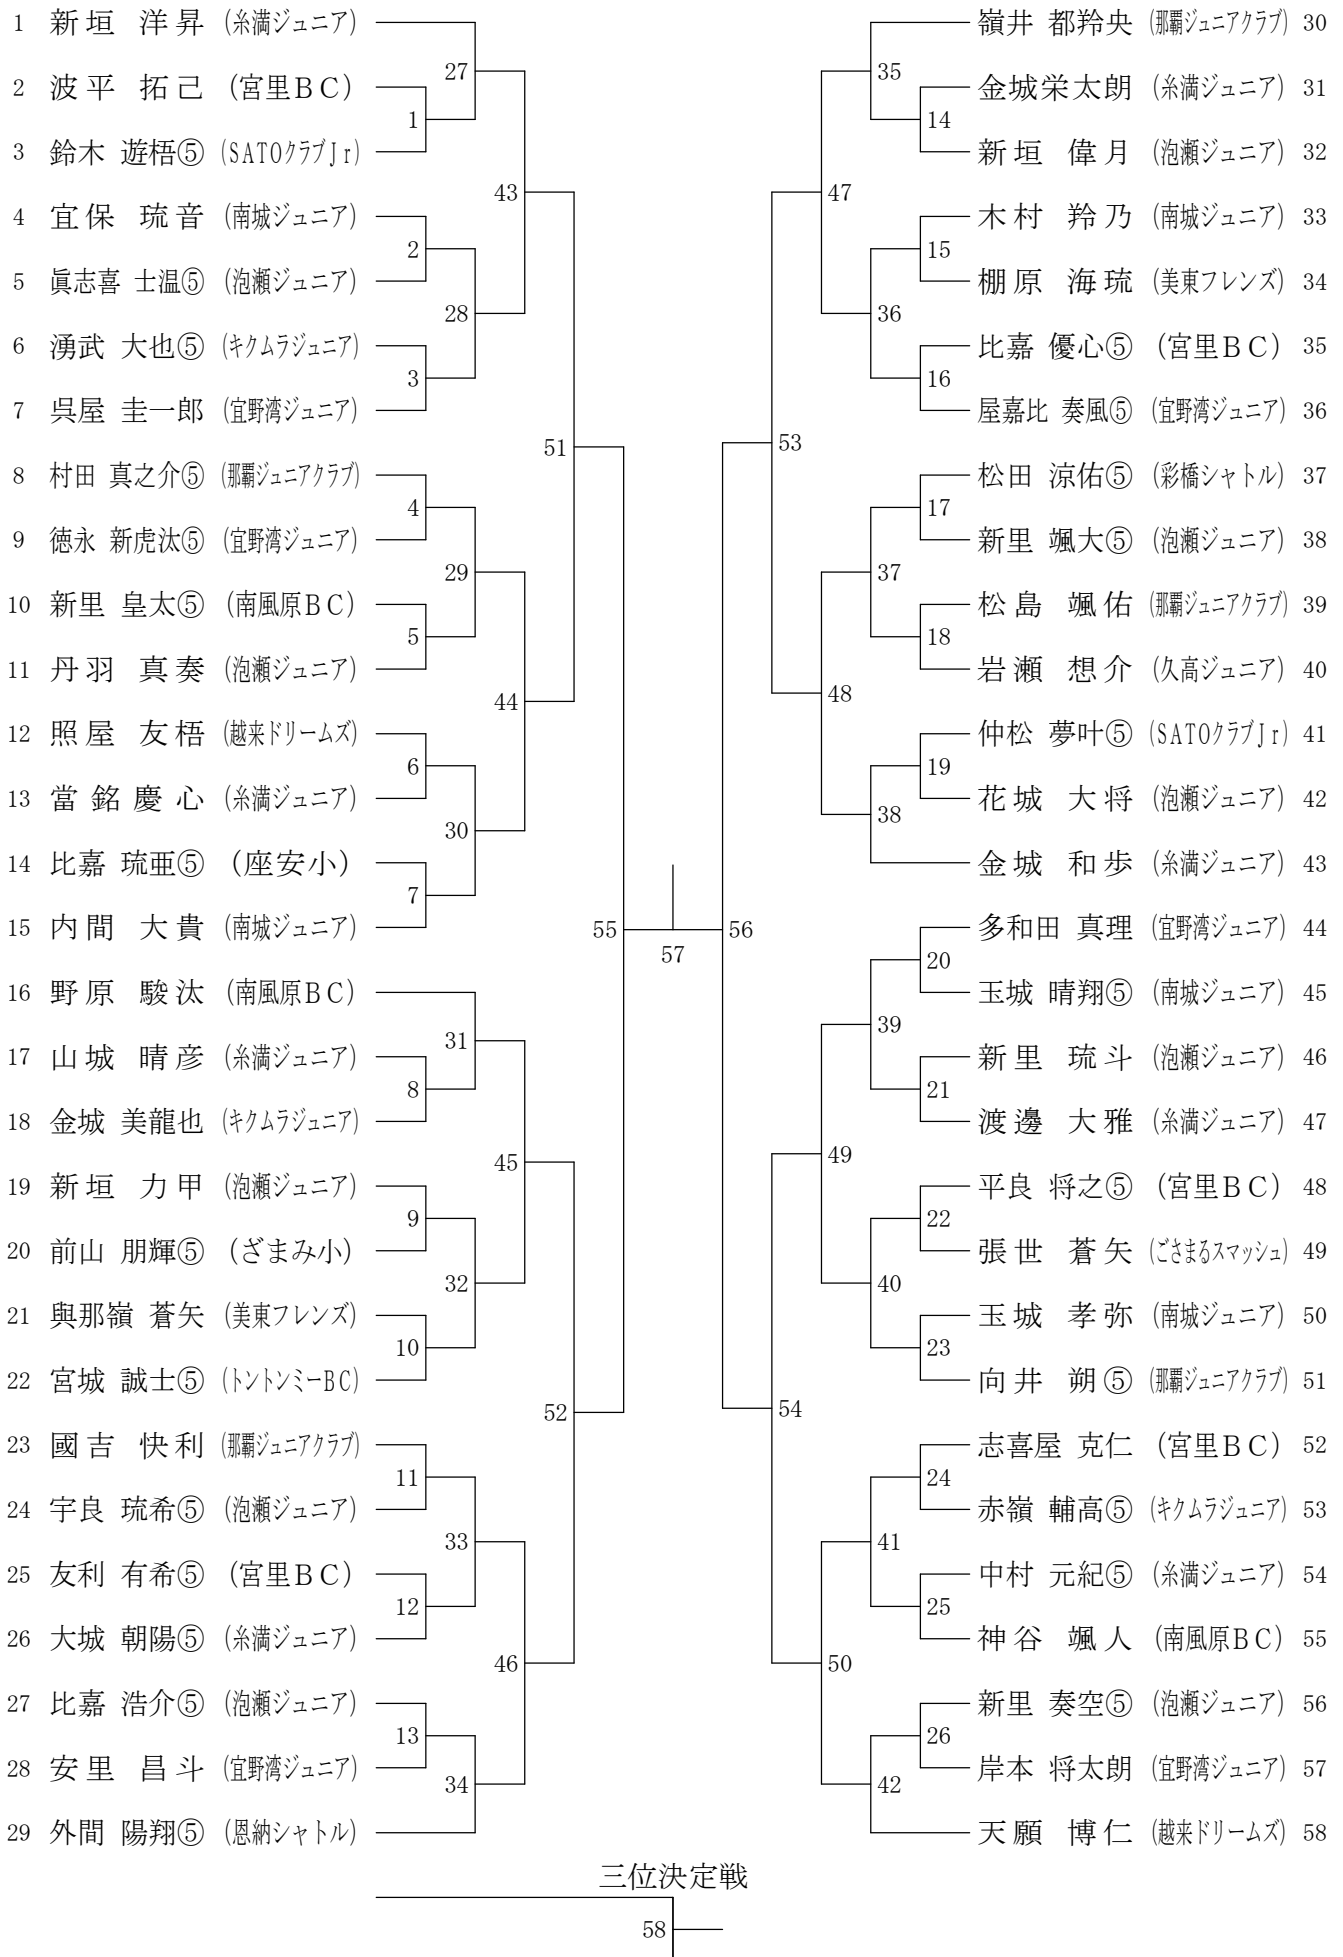 1 新垣 洋昇 (糸満ジュニア)
2 波平 拓己 (宮里BC)
3 鈴木 遊梧⑤ (SATOクラブJr)
4 宜保 琉音 (南城ジュニア)
5 眞志喜 士温⑤ (泡瀬ジュニア)
6 湧武 大也⑤ (キクムラジュニア)
7 呉屋 圭一郎 (宜野湾ジュニア)
8 村田 真之介⑤ (那覇ジュニアクラブ)
9 徳永 新虎汰⑤ (宜野湾ジュニア)
10 新里 皇太⑤ (南風原BC)
11 丹羽 真奏 (泡瀬ジュニア)
12 照屋 友梧 (越来ドリームズ)
13 當銘慶心 (糸満ジュニア)
14 比嘉 琉亜⑤ (座安小)
15 内間 大貴 (南城ジュニア)
16 野原 駿汰 (南風原BC)
17 山城 晴彦 (糸満ジュニア)
18 金城 美龍也 (キクムラジュニア)
19 新垣 力甲 (泡瀬ジュニア)
20 前山 朋輝⑤ (ざまみ小)
21 與那嶺 蒼矢 (美東フレンズ)
22 宮城 誠士⑤ (トントンミーBC)
23 國吉 快利 (那覇ジュニアクラブ)
24 宇良 琉希⑤ (泡瀬ジュニア)
25 友利 有希⑤ (宮里BC)
26 大城 朝陽⑤ (糸満ジュニア)
27 比嘉 浩介⑤ (泡瀬ジュニア)
28 安里 昌斗 (宜野湾ジュニア)
29 外間 陽翔⑤ (恩納シャトル)
1
2
3
4
5
6
7
8
9
10
11
12
13
27
28
29
30
31
32
33
34
43
44
45
46
51
52
55
57
56
53
54
47
48
49
50
35
36
37
38
39
40
41
42
14
15
16
17
18
19
20
21
22
23
24
25
26
嶺井 都羚央 (那覇ジュニアクラブ) 30
金城栄太朗 (糸満ジュニア) 31
新垣 偉月 (泡瀬ジュニア) 32
木村 羚乃 (南城ジュニア) 33
棚原 海琉 (美東フレンズ) 34
比嘉 優心⑤ (宮里BC) 35
屋嘉比 奏風⑤ (宜野湾ジュニア) 36
松田 涼佑⑤ (彩橋シャトル) 37
新里 颯大⑤ (泡瀬ジュニア) 38
松島 颯佑 (那覇ジュニアクラブ) 39
岩瀬 想介 (久高ジュニア) 40
仲松 夢叶⑤ (SATOクラブJr) 41
花城 大将 (泡瀬ジュニア) 42
金城 和歩 (糸満ジュニア) 43
多和田 真理 (宜野湾ジュニア) 44
玉城 晴翔⑤ (南城ジュニア) 45
新里 琉斗 (泡瀬ジュニア) 46
渡邊 大雅 (糸満ジュニア) 47
平良 将之⑤ (宮里BC) 48
張世 蒼矢 (ごさまるスマッシュ) 49
玉城 孝弥 (南城ジュニア) 50
向井 朔⑤ (那覇ジュニアクラブ) 51
志喜屋 克仁 (宮里BC) 52
赤嶺 輔高⑤ (キクムラジュニア) 53
中村 元紀⑤ (糸満ジュニア) 54
神谷 颯人 (南風原BC) 55
新里 奏空⑤ (泡瀬ジュニア) 56
岸本 将太朗 (宜野湾ジュニア) 57
天願 博仁 (越来ドリームズ) 58
三位決定戦
58